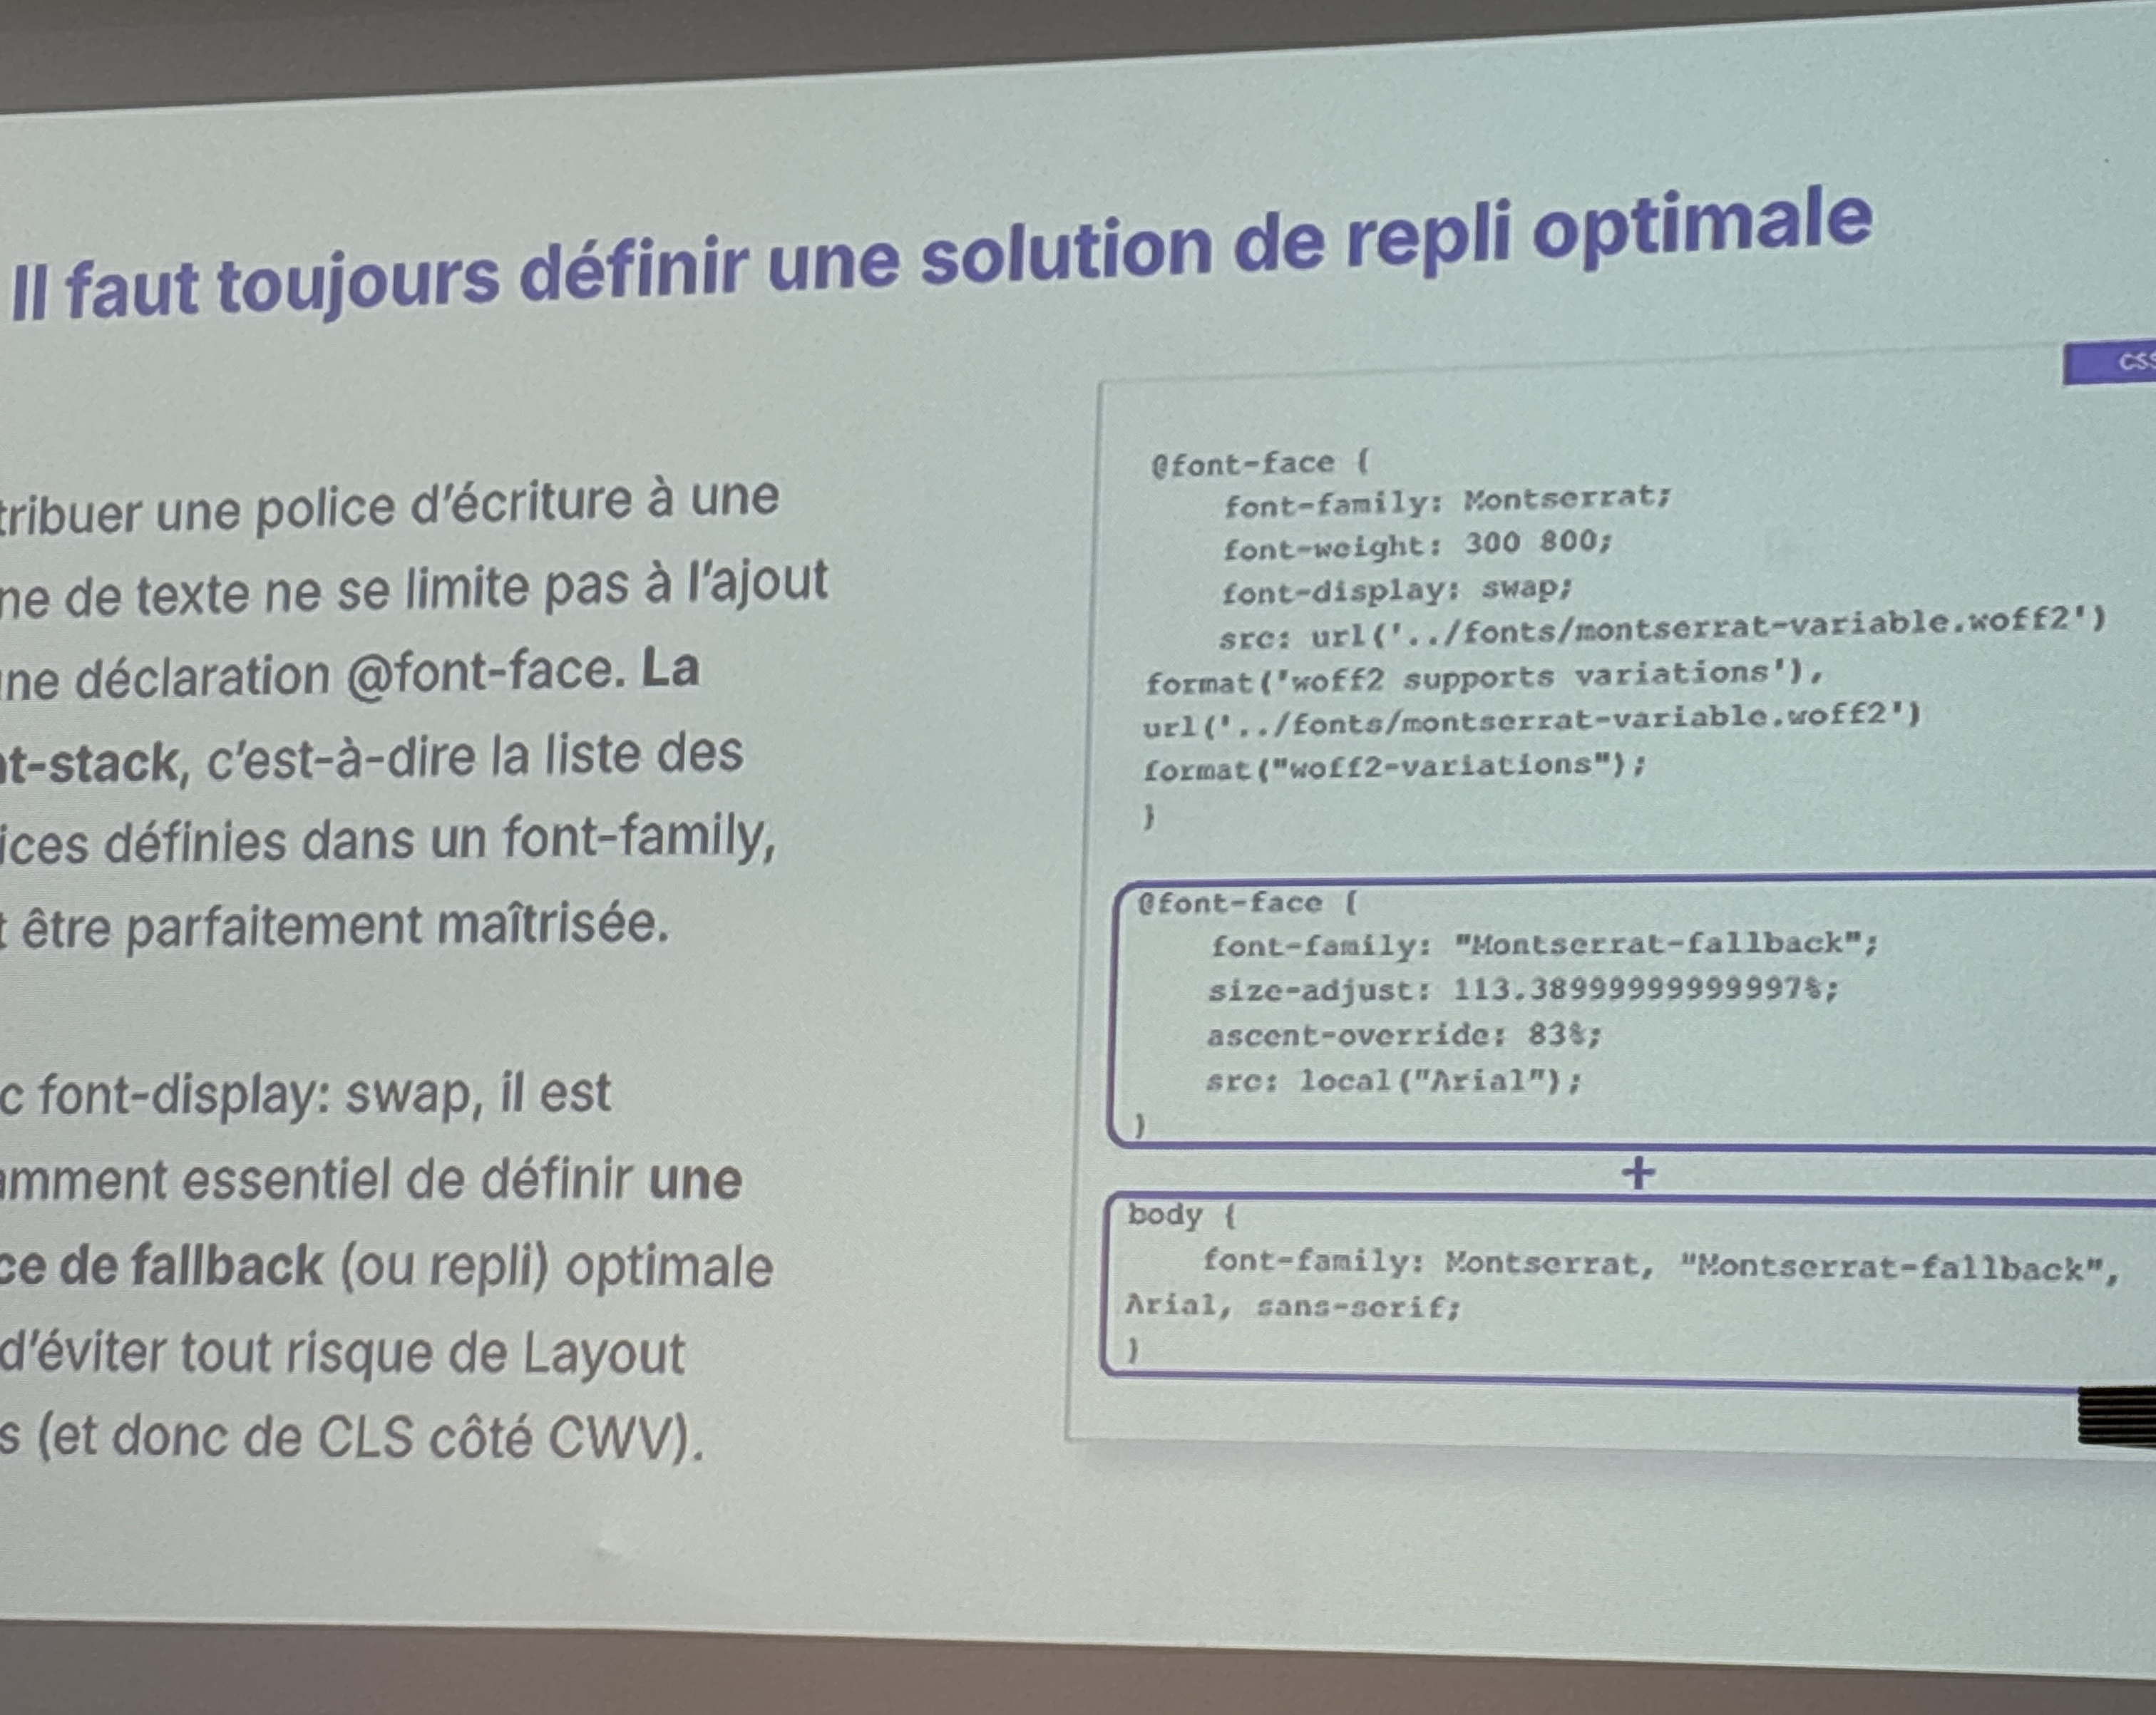 Il faut toujours définir une solution de repli optimale
tribuer une police d'écriture à une
ne de texte ne se limite pas à l'ajout
ne déclaration @font-face. La
t-stack, c'est-à-dire la liste des
ices définies dans un font-family,
t être parfaitement maîtrisée.
c font-display: swap, il est
amment essentiel de définir une
ce de fallback (ou repli) optimale
d'éviter tout risque de Layout
s (et donc de CLS côté CWV).
CSS
@font-face {
font-family: Montserrat;
font-weight: 300 800;
font-display: swap;
src: url('../fonts/montserrat-variable.woff2')
format('woff2 supports variations'),
url('../fonts/montserrat-variable.woff2')
format("woff2-variations");
}
@font-face {
font-family: "Montserrat-fallback";
size-adjust: 113.38999999999997%;
ascent-override: 83%;
src: local("Arial");
}
+
body {
font-family: Montserrat, "Montserrat-fallback",
Arial, sans-serif;
}